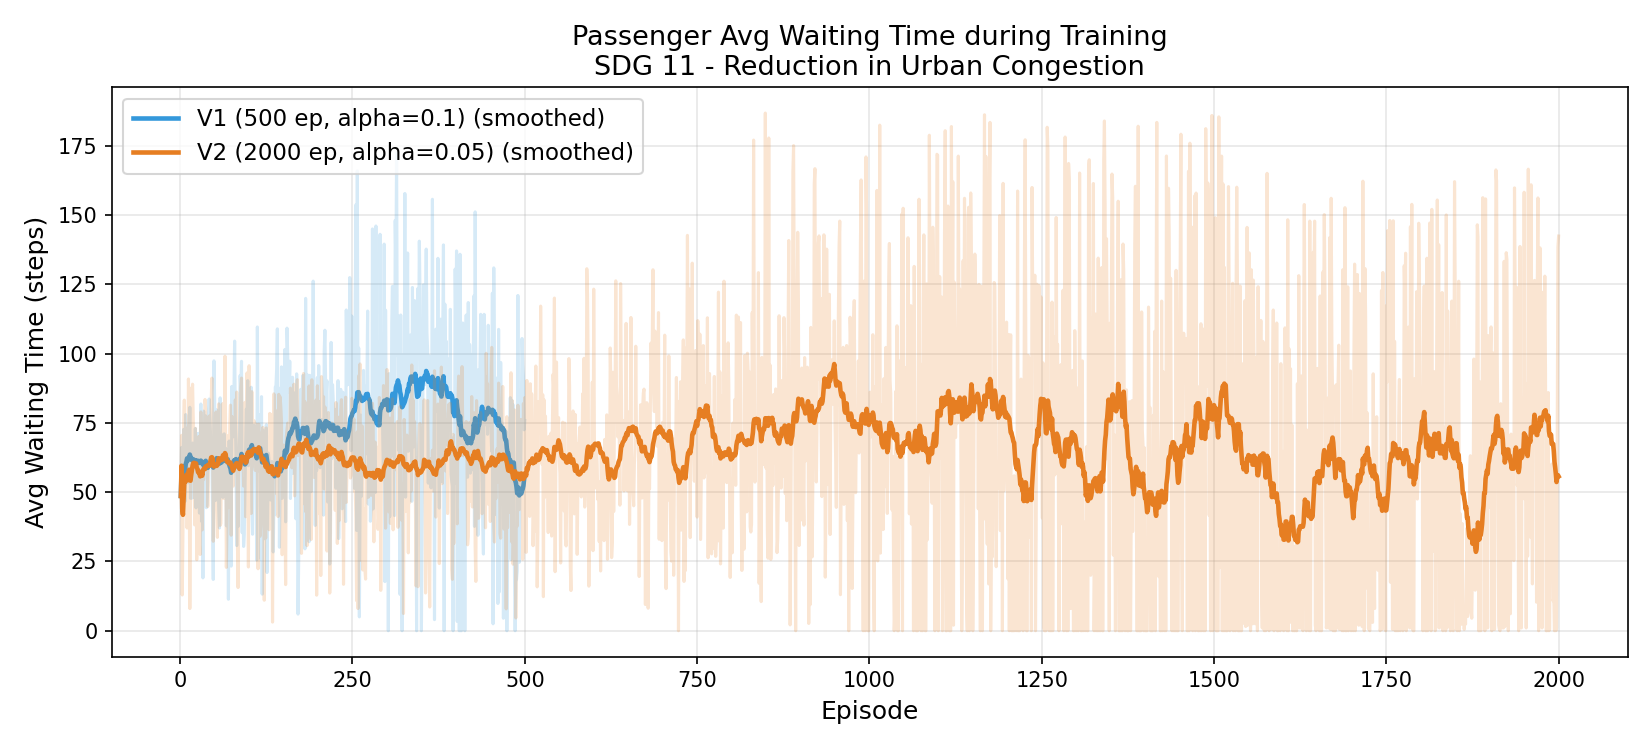 Passenger Avg Waiting Time during Training
SDG 11 - Reduction in Urban Congestion
V1 (500 ep, alpha=0.1) (smoothed)
V2 (2000 ep, alpha=0.05) (smoothed)
Avg Waiting Time (steps)
175
150
125
100
75
50
25
0
0 250 500 750 1000 1250 1500 1750 2000
Episode